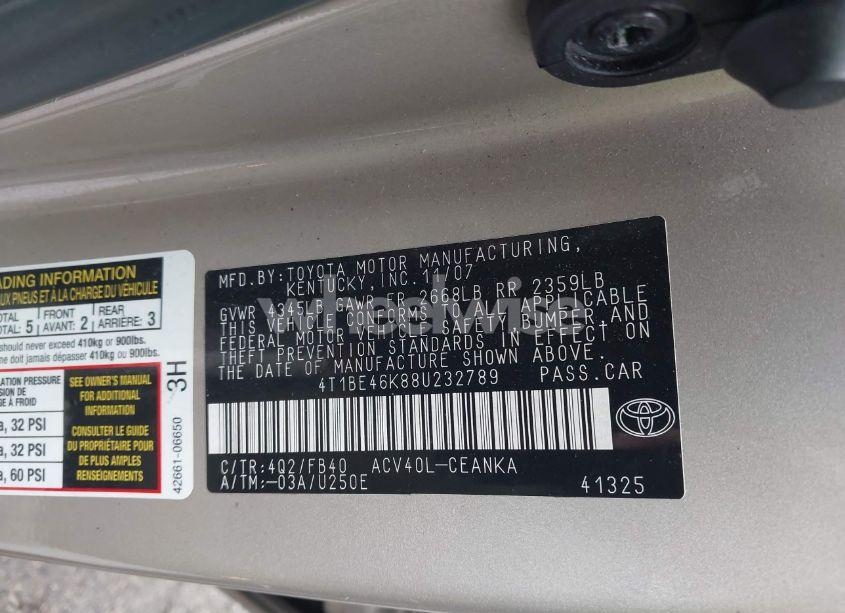 ADING INFORMATION
UX PNEUS ET À LA CHARGE DU VÉHICULE
OTAL FRONT REAR
TAL: 5 AVANT: 2 ARRIÈRE: 3
should never exceed 410kg or 900lbs.
ne doit jamais dépasser 410kg ou 900lbs.
FLATION PRESSURE
SION DE
E À FROID
a, 32 PSI
a, 32 PSI
a, 60 PSI
SEE OWNER'S MANUAL
FOR ADDITIONAL
INFORMATION
CONSULTER LE GUIDE
DU PROPRIÉTAIRE POUR
DE PLUS AMPLES
RENSEIGNEMENTS
3H
42661-06650
MFD.BY:TOYOTA MOTOR MANUFACTURING,
KENTUCKY,INC.11/07
GVWR 4345LB GAWR FR 2668LB RR 2359LB
THIS VEHICLE CONFORMS TO ALL APPLICABLE
FEDERAL MOTOR VEHICLE SAFETY, BUMPER AND
THEFT PREVENTION STANDARDS IN EFFECT ON
THE DATE OF MANUFACTURE SHOWN ABOVE.
4T1BE46K88U232789 PASS.CAR
C/TR:4Q2/FB40 ACV40L-CEANKA
A/TM:-03A/U250E 41325
wheelwise